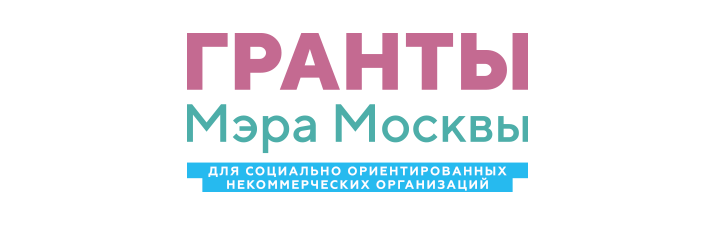 ГРАНТЫ
Мэра Москвы
ДЛЯ СОЦИАЛЬНО ОРИЕНТИРОВАННЫХ
НЕКОММЕРЧЕСКИХ ОРГАНИЗАЦИЙ